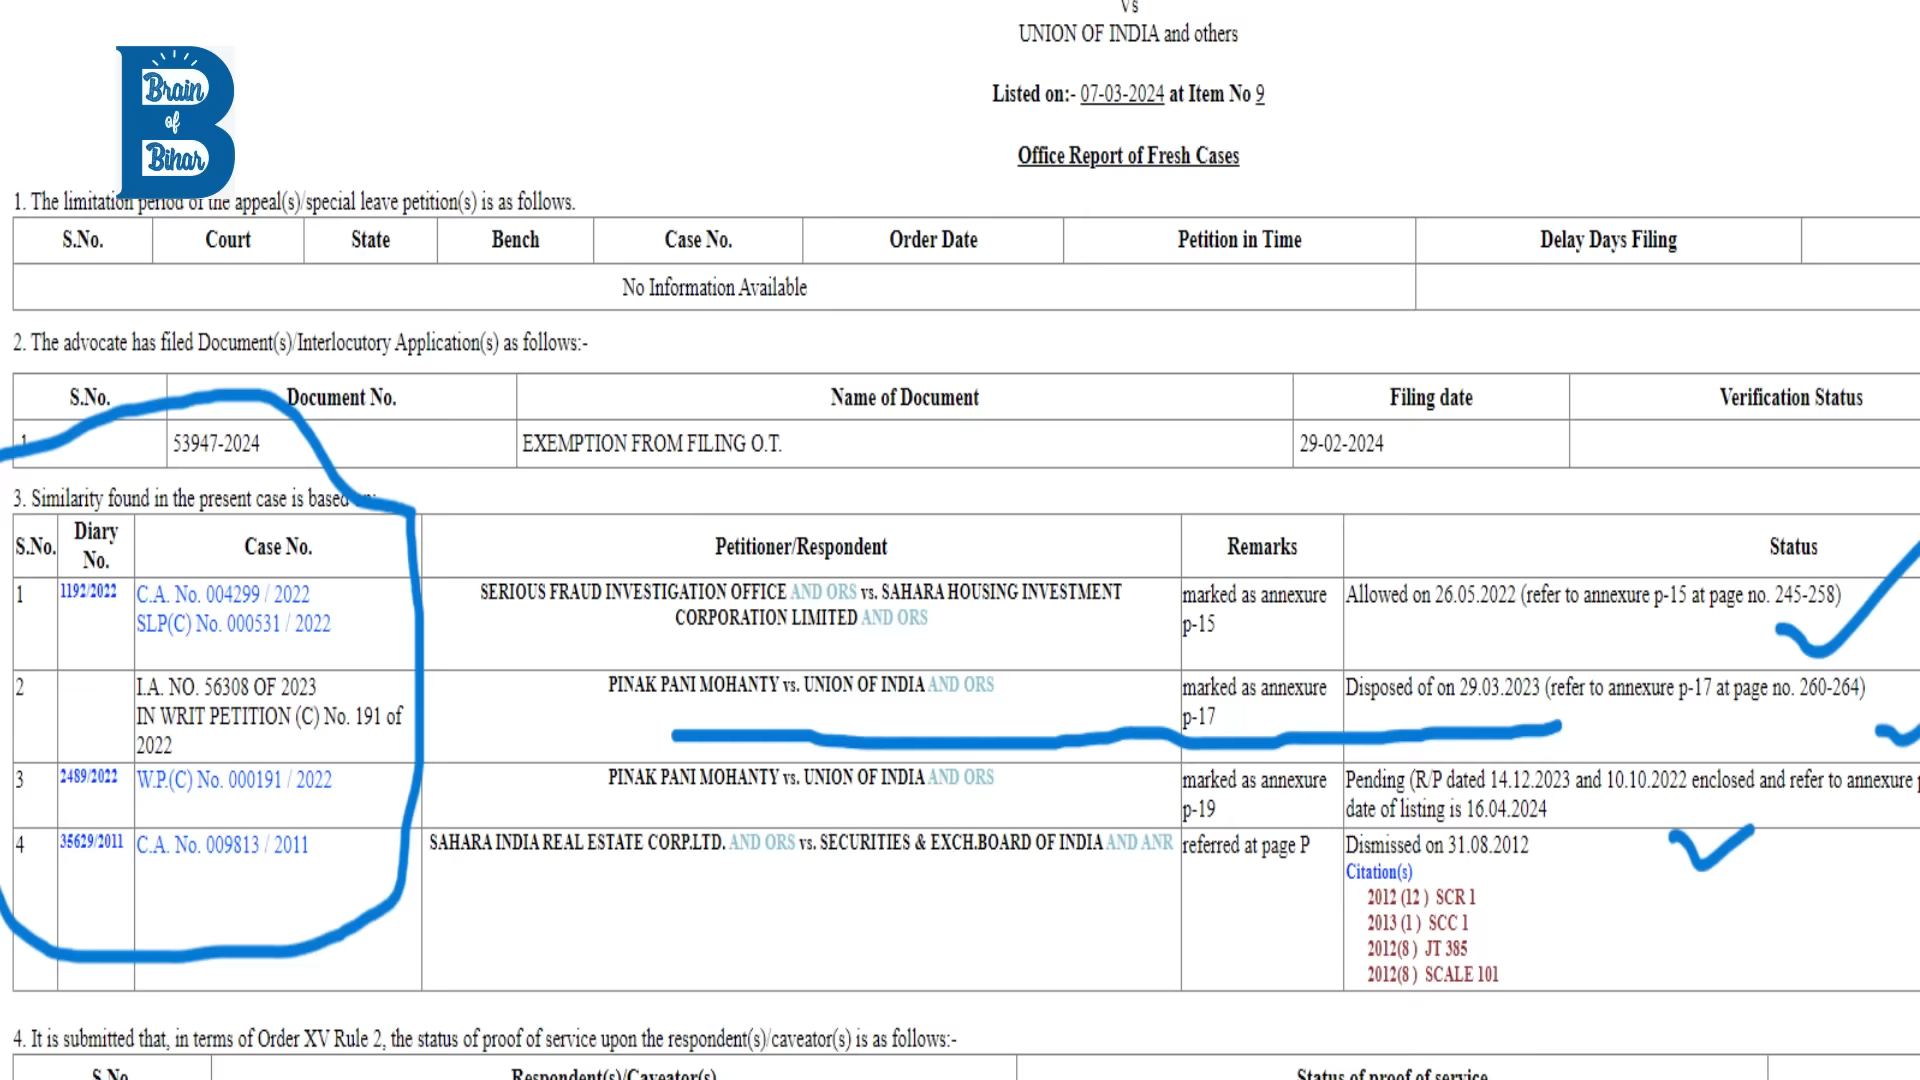 Vs
UNION OF INDIA and others
Brain
of
Bihar
Listed on:- 07-03-2024 at Item No 9
Office Report of Fresh Cases
1. The limitation period of the appeal(s)/special leave petition(s) is as follows.
S.No. Court State Bench Case No. Order Date Petition in Time Delay Days Filing
No Information Available
2. The advocate has filed Document(s)/Interlocutory Application(s) as follows:-
S.No. Document No. Name of Document Filing date Verification Status
1 53947-2024 EXEMPTION FROM FILING O.T. 29-02-2024
3. Similarity found in the present case is based
S.No. Diary No. Case No. Petitioner/Respondent Remarks Status
1 1192/2022 C.A. No. 004299 / 2022 SERIOUS FRAUD INVESTIGATION OFFICE AND ORS vs. SAHARA HOUSING INVESTMENT marked as annexure Allowed on 26.05.2022 (refer to annexure p-15 at page no. 245-258)
SLP(C) No. 000531 / 2022 CORPORATION LIMITED AND ORS p-15
2 I.A. NO. 56308 OF 2023 PINAK PANI MOHANTY vs. UNION OF INDIA AND ORS marked as annexure Disposed of on 29.03.2023 (refer to annexure p-17 at page no. 260-264)
IN WRIT PETITION (C) No. 191 of p-17
2022
3 2489/2022 W.P.(C) No. 000191 / 2022 PINAK PANI MOHANTY vs. UNION OF INDIA AND ORS marked as annexure Pending (R/P dated 14.12.2023 and 10.10.2022 enclosed and refer to annexure
p-19 date of listing is 16.04.2024
4 35629/2011 C.A. No. 009813 / 2011 SAHARA INDIA REAL ESTATE CORP.LTD. AND ORS vs. SECURITIES & EXCH.BOARD OF INDIA AND ANR referred at page P Dismissed on 31.08.2012
Citation(s)
2012 (12 ) SCR 1
2013 (1 ) SCC 1
2012(8 ) JT 385
2012(8 ) SCALE 101
4. It is submitted that, in terms of Order XV Rule 2, the status of proof of service upon the respondent(s)/caveator(s) is as follows:-
S.No. Respondent(s)/Caveator(s) Status of proof of service